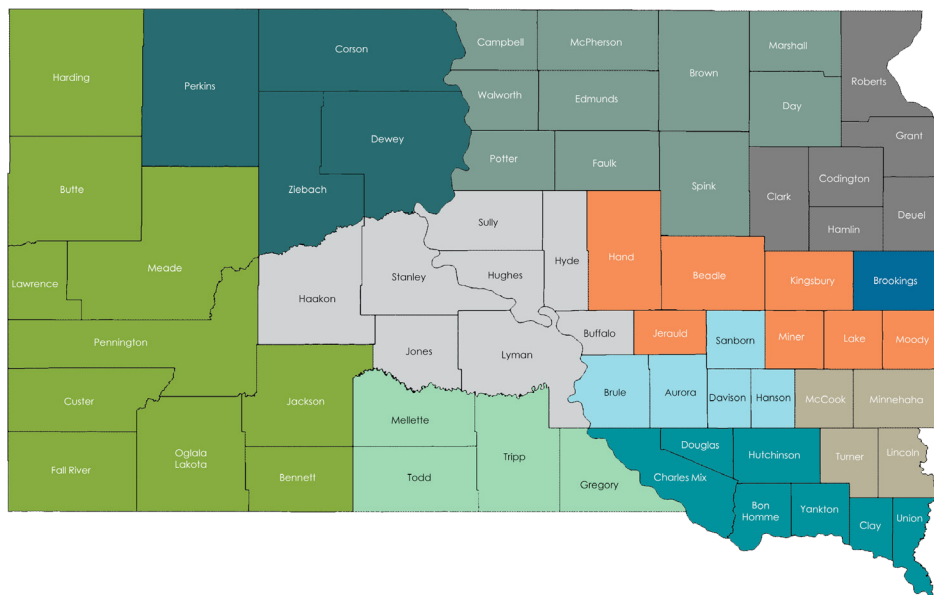 Corson
Campbell
McPherson
Marshall
Harding
Perkins
Brown
Roberts
Walworth
Edmunds
Day
Dewey
Grant
Potter
Faulk
Butte
Ziebach
Spink
Clark
Codington
Deuel
Sully
Hamlin
Hand
Hyde
Meade
Stanley
Hughes
Beadle
Kingsbury
Brookings
Lawrence
Haakon
Buffalo
Jerauld
Sanborn
Miner
Lake
Moody
Pennington
Jones
Lyman
Custer
Jackson
Brule
Aurora
Davison
Hanson
McCook
Minnehaha
Mellette
Douglas
Fall River
Oglala
Lakota
Tripp
Hutchinson
Turner
Lincoln
Bennett
Todd
Gregory
Charles Mix
Bon
Homme
Yankton
Clay
Union